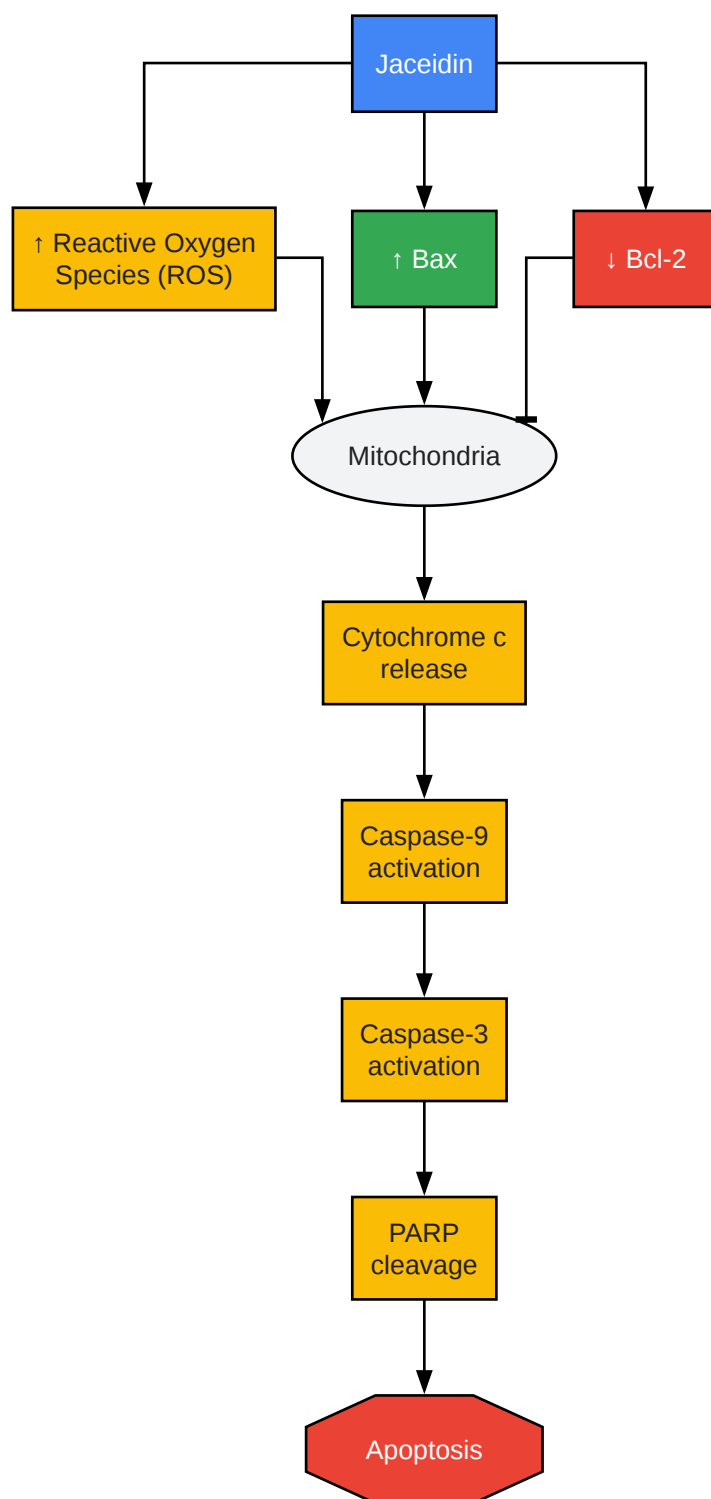 Jaceidin
↑ Reactive Oxygen
Species (ROS)
↑ Bax
↓ Bcl-2
Mitochondria
Cytochrome c
release
Caspase-9
activation
Caspase-3
activation
PARP
cleavage
Apoptosis